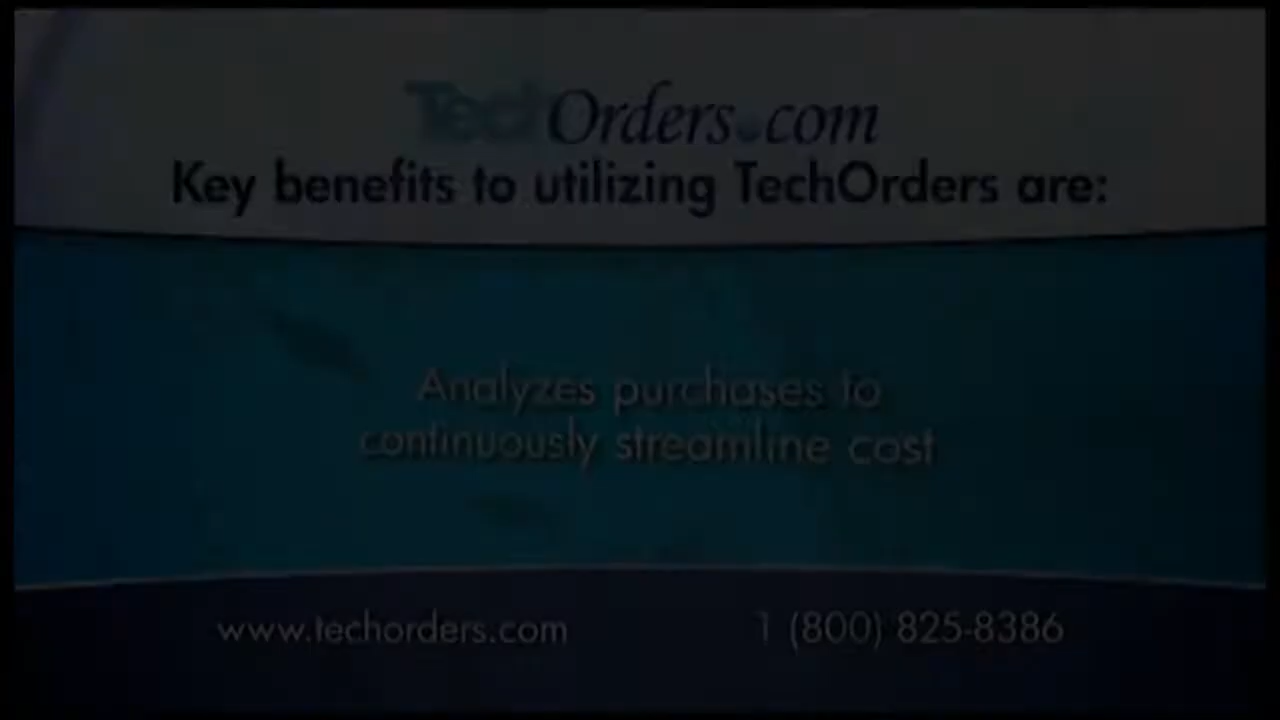 TechOrders.com
Key benefits to utilizing TechOrders are:
Analyzes purchases to
continuously streamline cost
www.techorders.com
1 (800) 825-8386